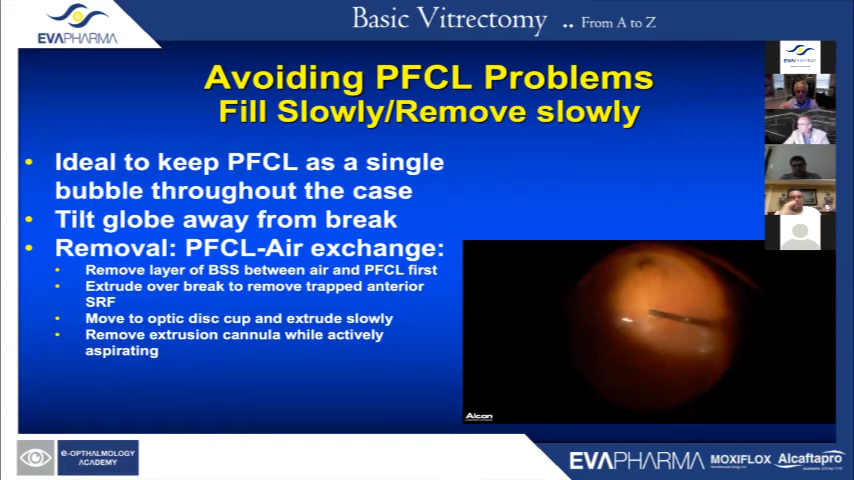 EVAPHARMA
Basic Vitrectomy .. From A to Z
Avoiding PFCL Problems
Fill Slowly/Remove slowly
• Ideal to keep PFCL as a single
bubble throughout the case
• Tilt globe away from break
• Removal: PFCL-Air exchange:
• Remove layer of BSS between air and PFCL first
• Extrude over break to remove trapped anterior
SRF
• Move to optic disc cup and extrude slowly
• Remove extrusion cannula while actively
aspirating
EVAPHARMA
Alcon
e-OPTHALMOLOGY
ACADEMY
EVAPHARMA MOXIFLOX Alcaftapro